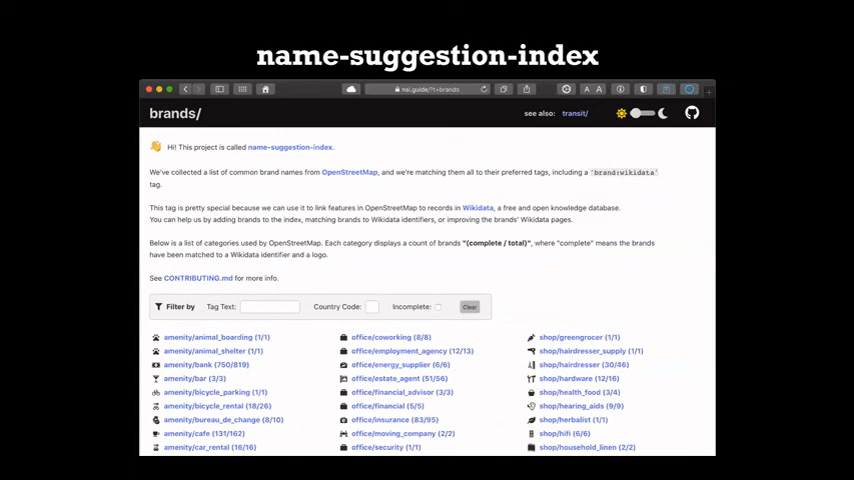 name-suggestion-index
nsi.guide/?t=brands
A A
brands/
see also: transit/
Hi! This project is called name-suggestion-index.
We've collected a list of common brand names from OpenStreetMap, and we're matching them all to their preferred tags, including a `brand:wikidata`
tag.
This tag is pretty special because we can use it to link features in OpenStreetMap to records in Wikidata, a free and open knowledge database.
You can help us by adding brands to the index, matching brands to Wikidata identifiers, or improving the brands' Wikidata pages.
Below is a list of categories used by OpenStreetMap. Each category displays a count of brands "(complete / total)", where "complete" means the brands
have been matched to a Wikidata identifier and a logo.
See CONTRIBUTING.md for more info.
Filter by Tag Text: Country Code: Incomplete: Clear
amenity/animal_boarding (1/1) office/coworking (8/8) shop/greengrocer (1/1)
amenity/animal_shelter (1/1) office/employment_agency (12/13) shop/hairdresser_supply (1/1)
amenity/bank (750/819) office/energy_supplier (6/6) shop/hairdresser (30/46)
amenity/bar (3/3) office/estate_agent (51/56) shop/hardware (12/16)
amenity/bicycle_parking (1/1) office/financial_advisor (3/3) shop/health_food (3/4)
amenity/bicycle_rental (18/26) office/financial (5/5) shop/hearing_aids (9/9)
amenity/bureau_de_change (8/10) office/insurance (83/95) shop/herbalist (1/1)
amenity/cafe (131/162) office/moving_company (2/2) shop/hifi (6/6)
amenity/car_rental (16/16) office/security (1/1) shop/household_linen (2/2)